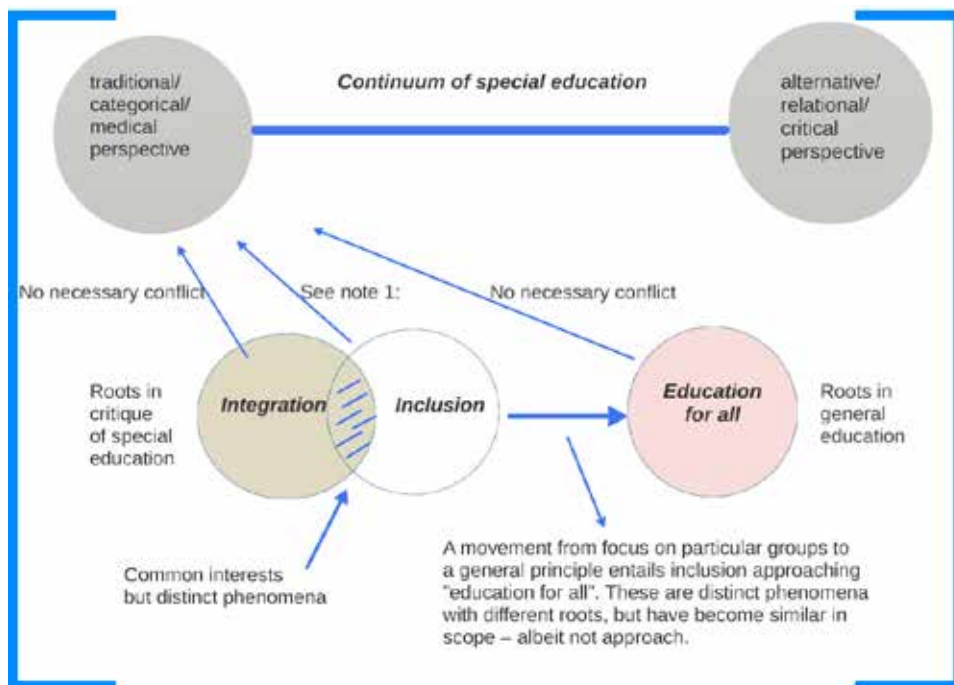 traditional/
categorical/
medical
perspective
Continuum of special education
alternative/
relational/
critical
perspective
No necessary conflict
See note 1:
No necessary conflict
Roots in
critique
of special
education
Integration
Inclusion
Education
for all
Roots in
general
education
Common interests
but distinct phenomena
A movement from focus on particular groups to
a general principle entails inclusion approaching
"education for all". These are distinct phenomena
with different roots, but have become similar in
scope – albeit not approach.